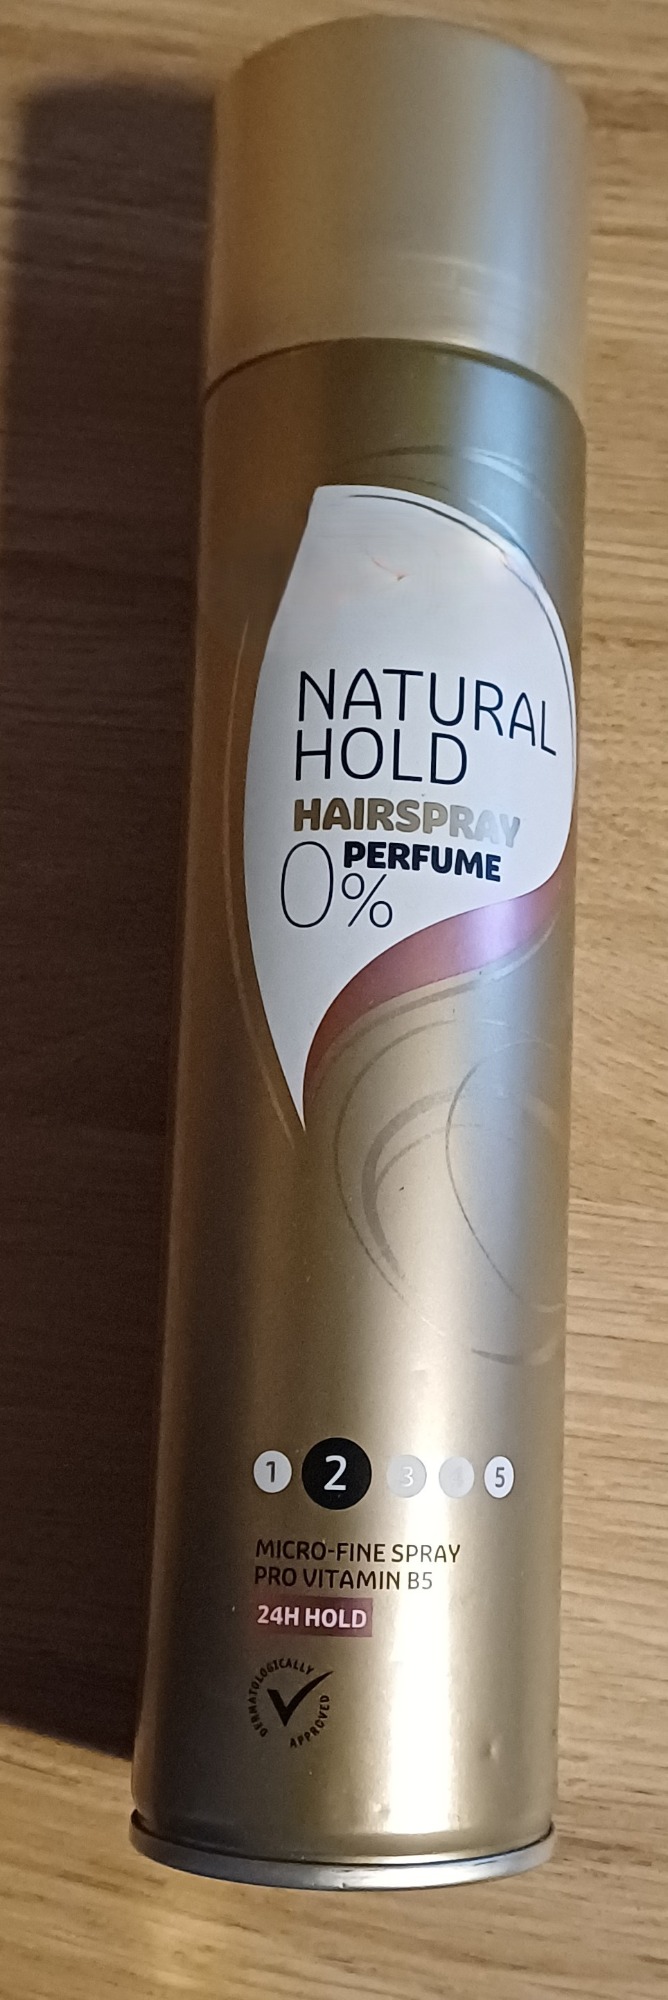 NATURAL
HOLD
HAIRSPRAY
0% PERFUME
1 2 3 4 5
MICRO-FINE SPRAY
PRO VITAMIN B5
24H HOLD
DERMATOLOGICALLY APPROVED